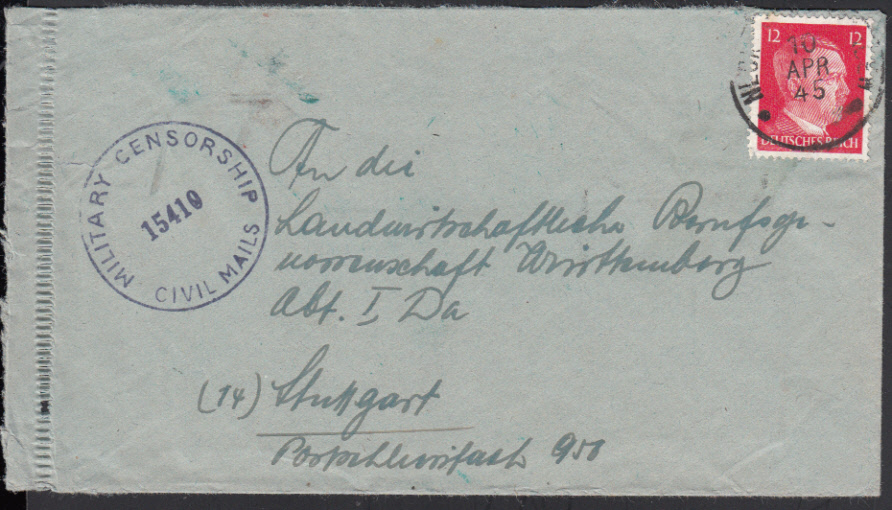 12 12
10
APR
45
DEUTSCHES REICH
MILITARY CENSORSHIP
15410
CIVIL MAILS
An die
Landwirtschaftliche Berufsge-
nossenschaft Württemberg
Abt. I Da
(14) Stuttgart
Postschliessfach 950